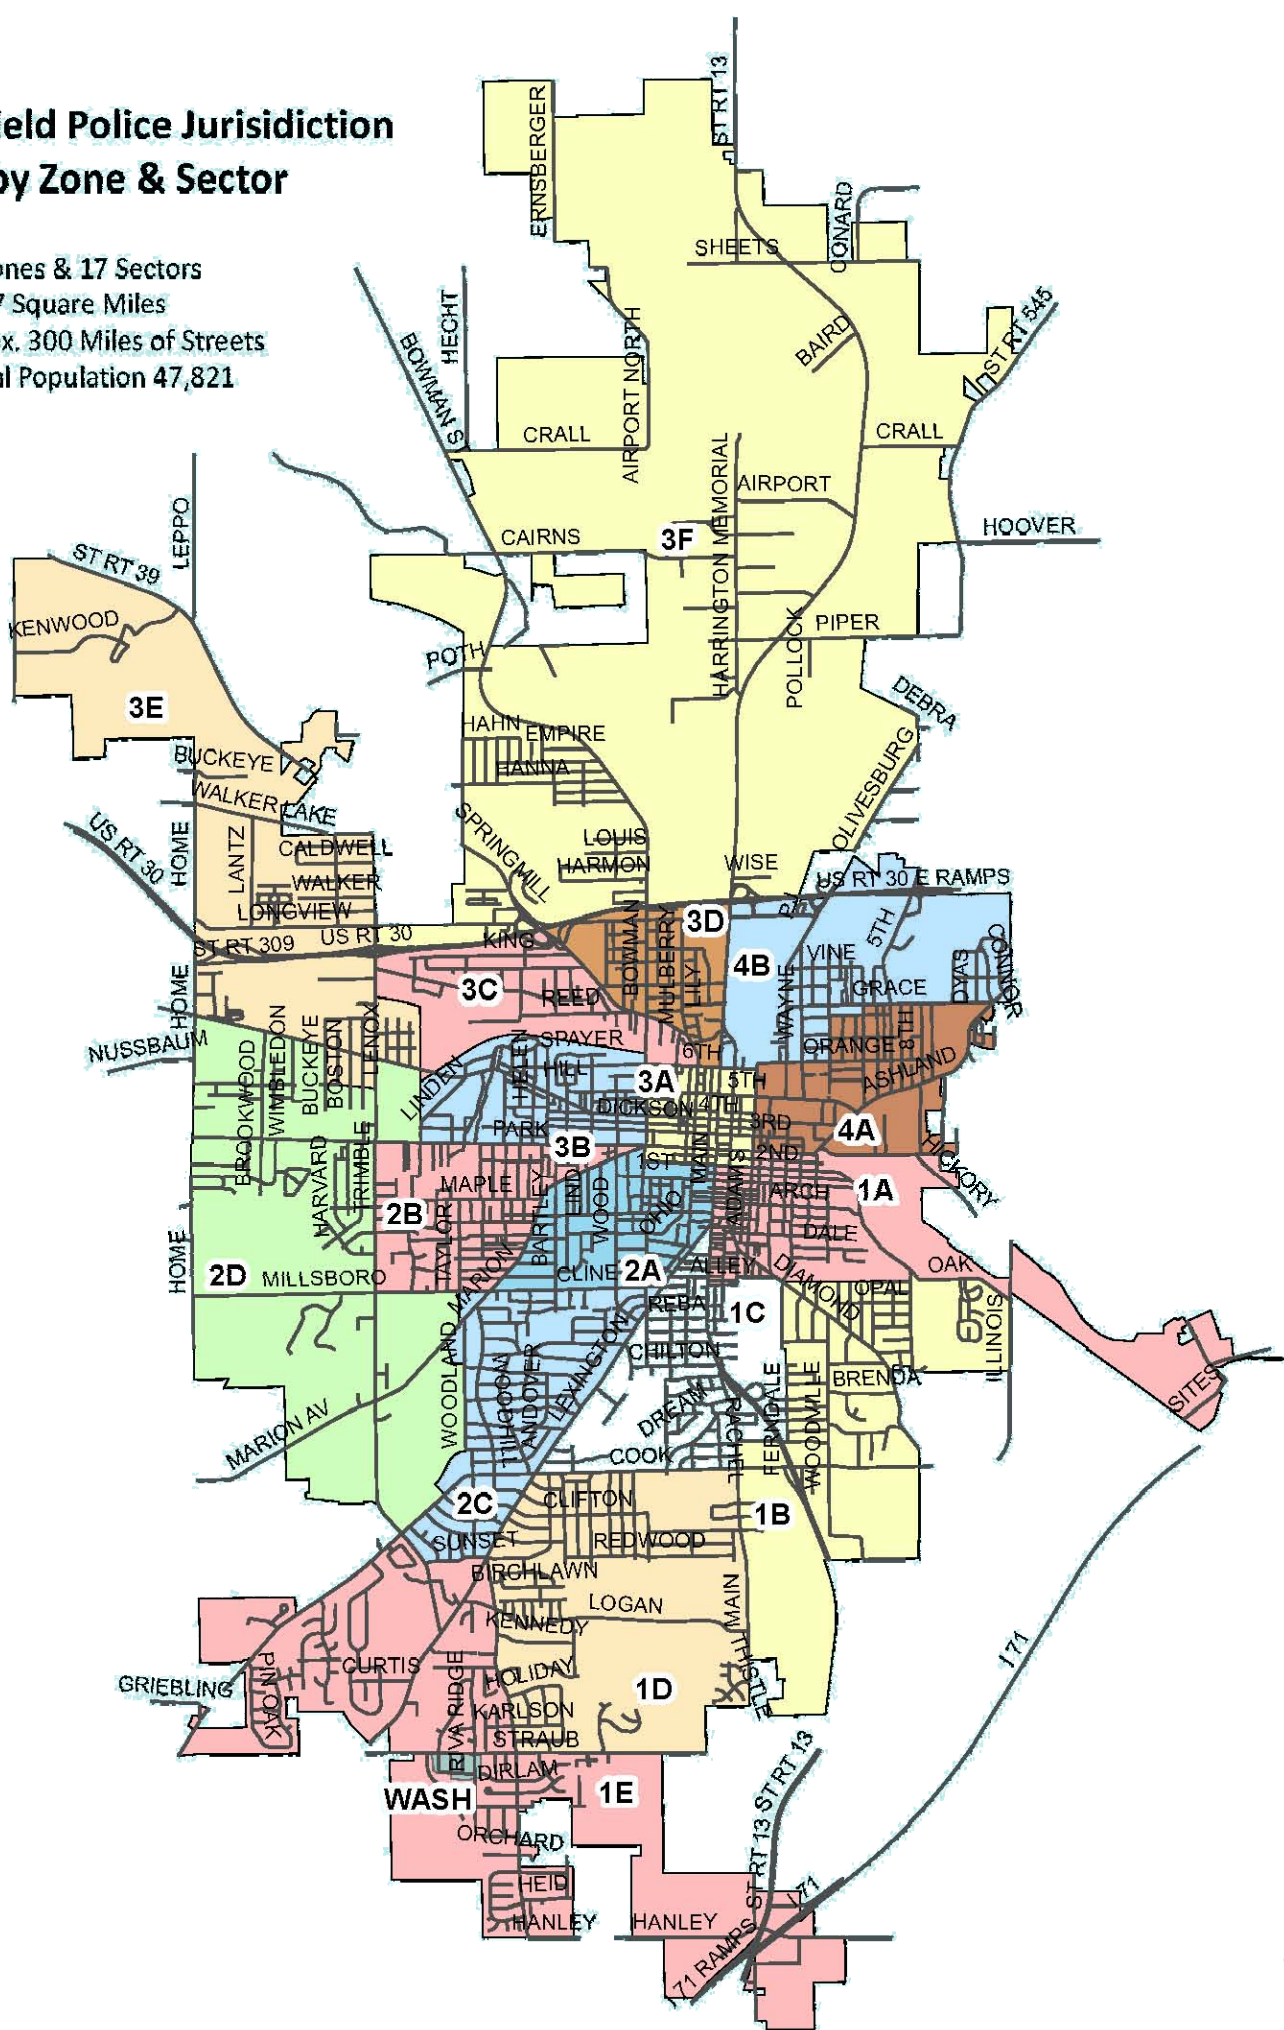 ield Police Jurisidiction
by Zone & Sector
ones & 17 Sectors
7 Square Miles
x. 300 Miles of Streets
al Population 47,821
ST RT 13
ERNSBERGER
CONARD
SHEETS
HECHT
BOWMAN ST
AIRPORT NORTH
BAIRD
ST RT 545
CRALL
CRALL
HARRINGTON MEMORIAL
AIRPORT
LEPPO
CAIRNS
3F
HOOVER
ST RT 39
KENWOOD
POLLOCK
PIPER
POTH
3E
DEBRA
HAHN
EMPIRE
BUCKEYE
HANNA
OLIVESBURG
WALKER LAKE
SPRINGMILL
US RT 30
HOME
LANTZ
CALDWELL
LOUIS
HARMON
WISE
WALKER
US RT 30 E RAMPS
LONGVIEW
BOWMAN
MULBERRY
LILY
3D
5TH
CONNOR
ST RT 309
US RT 30
KING
4B
VINE
DYAS
HOME
3C
REED
WAYNE
GRACE
NUSSBAUM
BROOKWOOD
WIMBLEDON
BUCKEYE
BOSTON
LENOX
HELEN
SPAYER
6TH
ORANGE
8TH
LINDEN
HILL
3A
5TH
ASHLAND
DICKSON
4TH
3RD
PARK
3B
4A
HICKORY
HARVARD
TRIMBLE
1ST
MAIN
ADAMS
2ND
MAPLE
BARTLEY
LIND
WOOD
OHIO
ARCH
1A
2B
TAYLOR
DALE
HOME
2D
MILLSBORO
MARION
CLINE
2A
ALLEY
DIAMOND
OPAL
OAK
REBA
1C
ILLINOIS
WOODLAND
WOODHILL
ANDOVER
LEXINGTON
CHILTON
FERNDALE
WOODVILLE
BRENDA
SITES
MARION AV
DREAM
RACHEL
COOK
2C
CLIFTON
1B
SUNSET
REDWOOD
BIRCHLAWN
LOGAN
MAIN
KENNEDY
I 71
GRIEBLING
PIN OAK
CURTIS
RIVA RIDGE
HOLIDAY
1D
THISTLE
KARLSON
STRAUB
DIRLAM
WASH
1E
ST RT 13
ST RT 13
ORCHARD
HEID
I 71
HANLEY
HANLEY
I 71 RAMPS